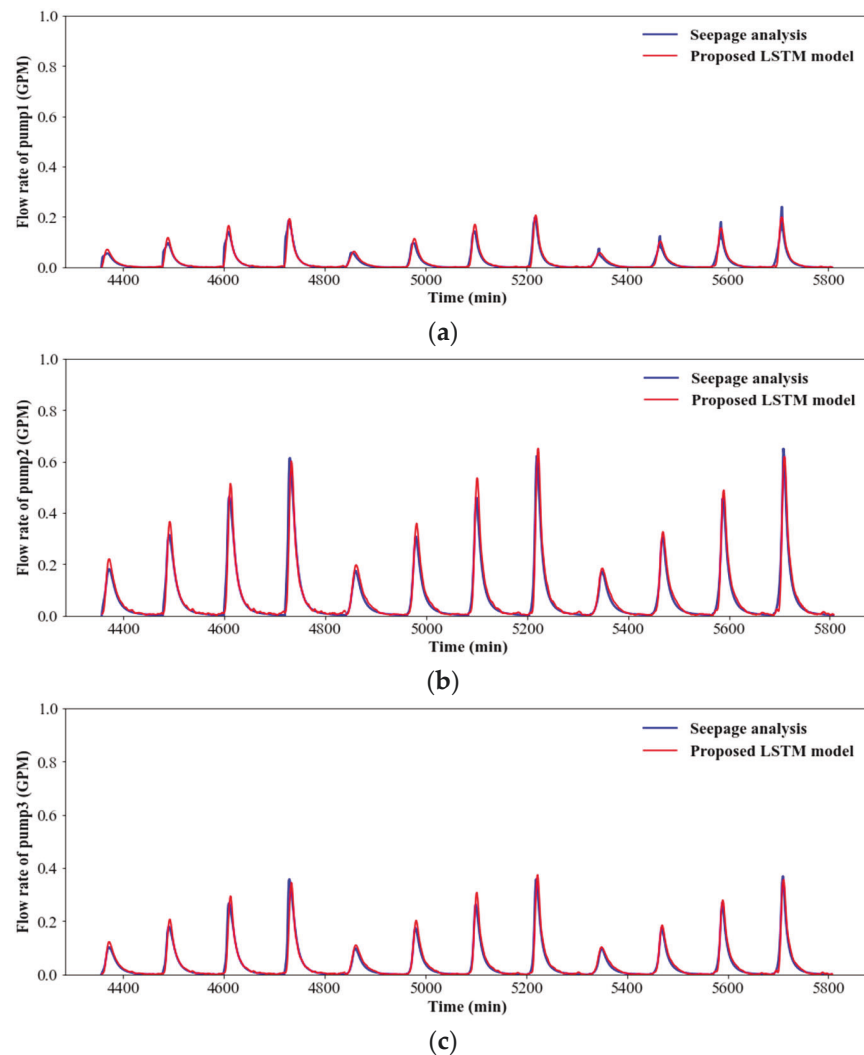 1.0
0.8
0.6
0.4
0.2
0.0
Flow rate of pump1 (GPM)
Seepage analysis
Proposed LSTM model
4400 4600 4800 5000 5200 5400 5600 5800
Time (min)
(a)
1.0
0.8
0.6
0.4
0.2
0.0
Flow rate of pump2 (GPM)
Seepage analysis
Proposed LSTM model
4400 4600 4800 5000 5200 5400 5600 5800
Time (min)
(b)
1.0
0.8
0.6
0.4
0.2
0.0
Flow rate of pump3 (GPM)
Seepage analysis
Proposed LSTM model
4400 4600 4800 5000 5200 5400 5600 5800
Time (min)
(c)